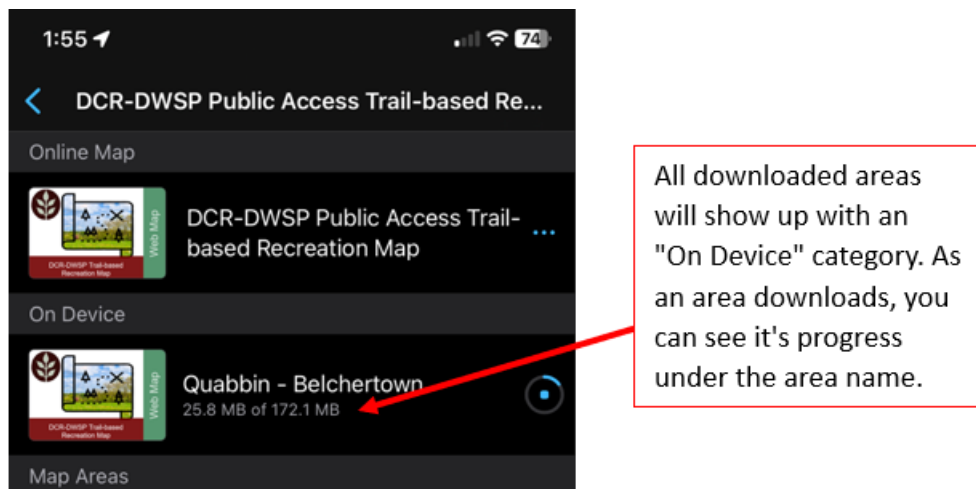 1:55
74
DCR-DWSP Public Access Trail-based Re...
Online Map
Web Map
DCR-DWSP Trail-based
Recreation Map
DCR-DWSP Public Access Trail-
based Recreation Map
...
On Device
Web Map
DCR-DWSP Trail-based
Recreation Map
Quabbin - Belchertown
25.8 MB of 172.1 MB
Map Areas
All downloaded areas
will show up with an
"On Device" category. As
an area downloads, you
can see it's progress
under the area name.